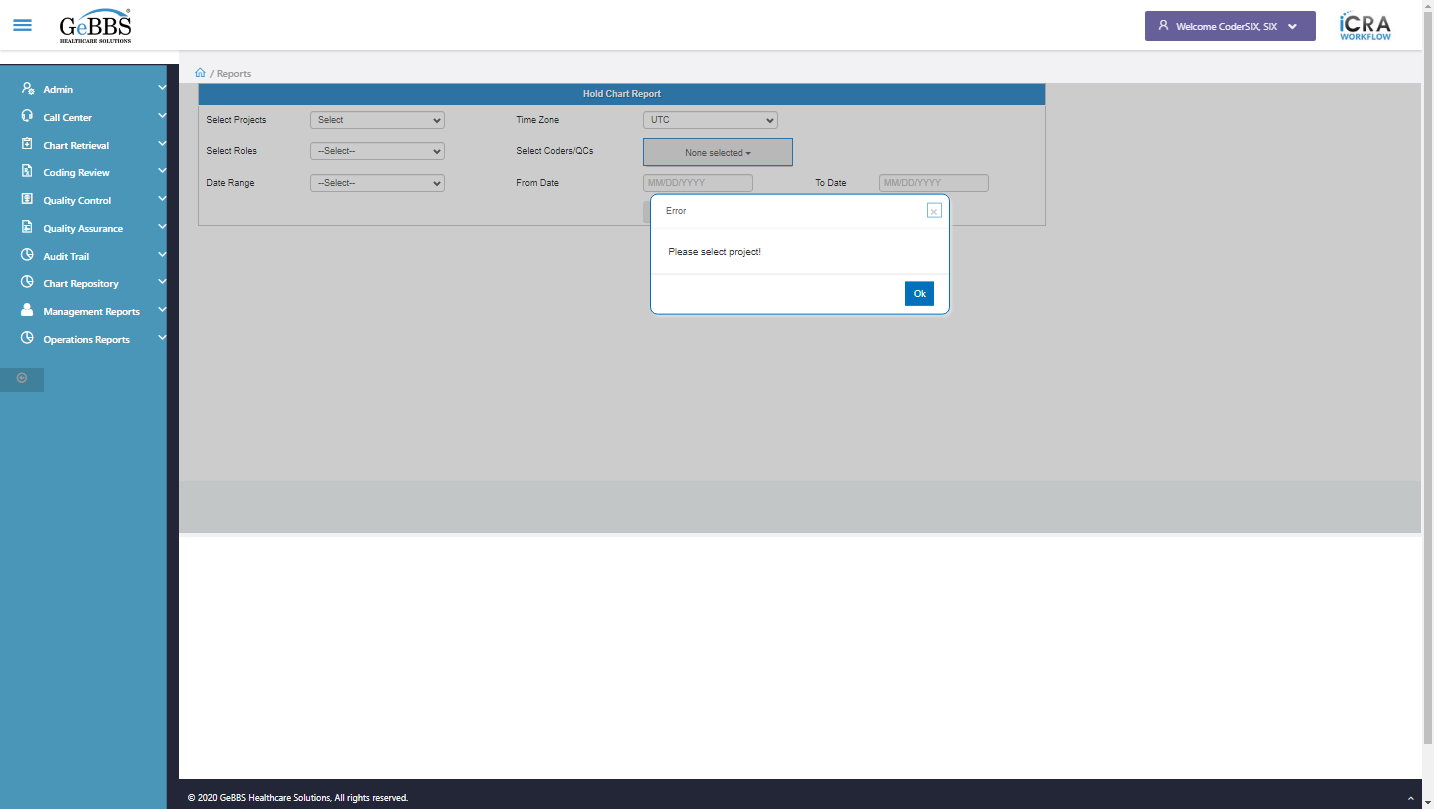 GeBBS®
HEALTHCARE SOLUTIONS
Welcome CoderSIX, SIX
iCRA
WORKFLOW
/ Reports
Admin
Call Center
Chart Retrieval
Coding Review
Quality Control
Quality Assurance
Audit Trail
Chart Repository
Management Reports
Operations Reports
Hold Chart Report
Select Projects Select Time Zone UTC
Select Roles --Select-- Select Coders/QCs None selected
Date Range --Select-- From Date MM/DD/YYYY To Date MM/DD/YYYY
Error
Please select project!
Ok
© 2020 GeBBS Healthcare Solutions, All rights reserved.